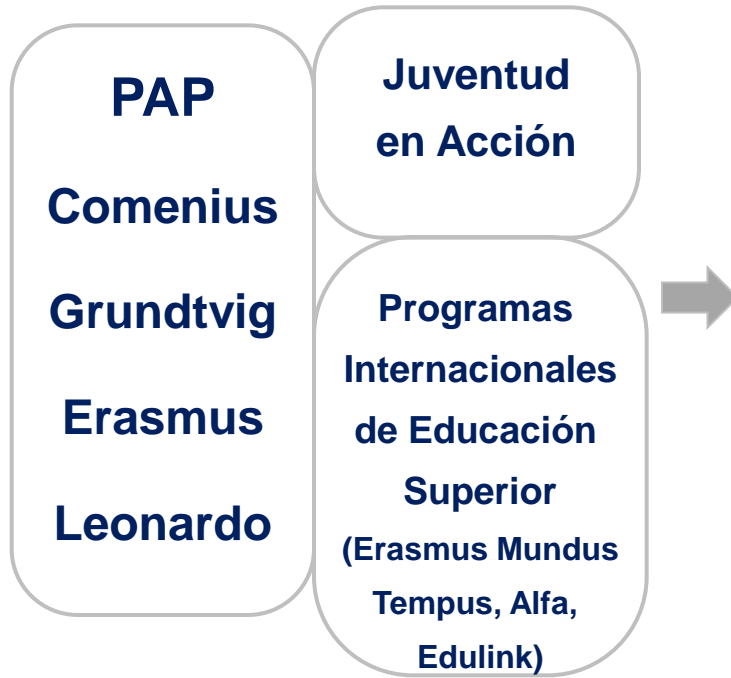 PAP
Comenius
Grundtvig
Erasmus
Leonardo
Juventud
en Acción
Programas
Internacionales
de Educación
Superior
(Erasmus Mundus
Tempus, Alfa,
Edulink)